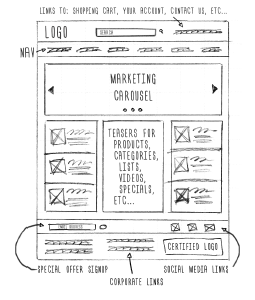 LINKS TO: SHOPPING CART, YOUR ACCOUNT, CONTACT US, ETC...
LOGO
SEARCH
NAV
MARKETING
CAROUSEL
TEASERS FOR
PRODUCTS,
CATEGORIES,
LISTS,
VIDEOS,
SPECIALS,
ETC...
EMAIL ADDRESS
CERTIFIED LOGO
SPECIAL OFFER SIGNUP
SOCIAL MEDIA LINKS
CORPORATE LINKS